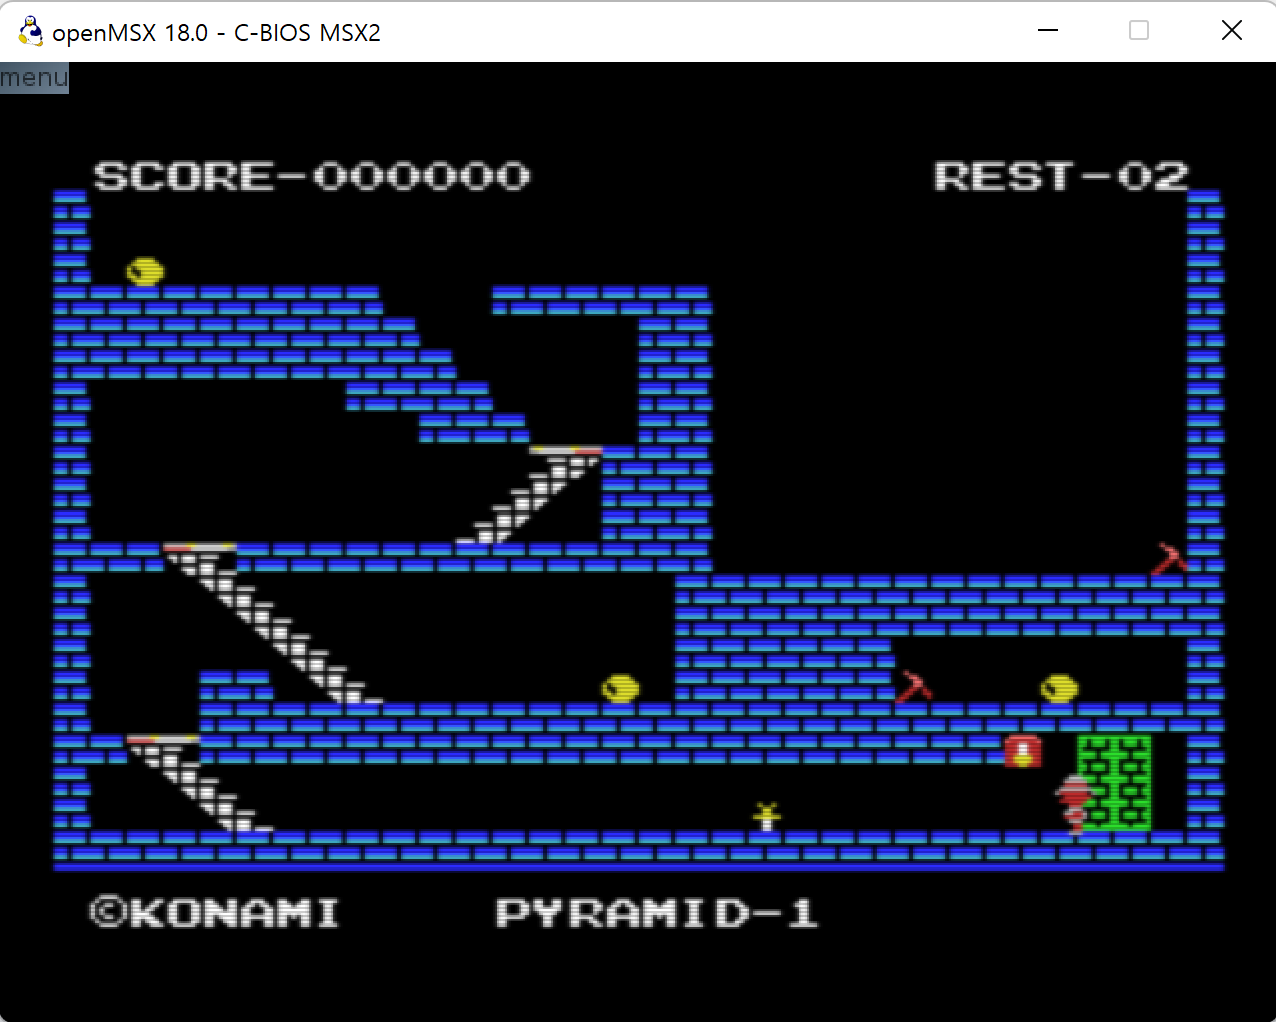 openMSX 18.0 - C-BIOS MSX2
menu
SCORE-000000 REST-02
©KONAMI PYRAMID-1